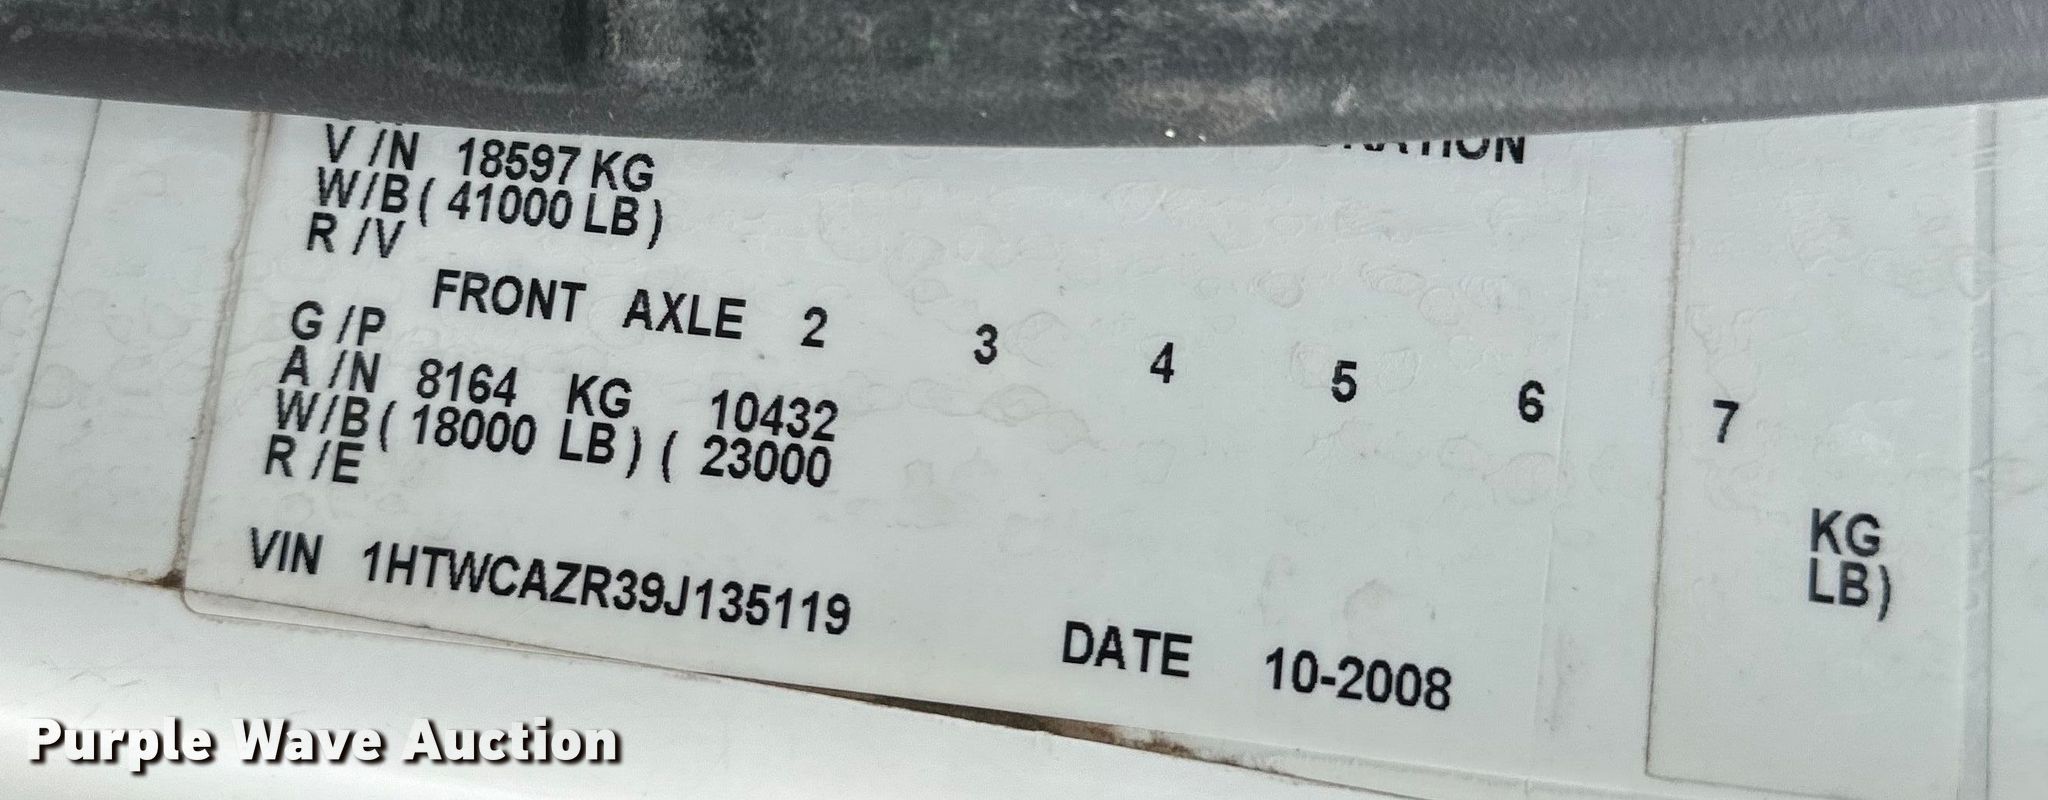 V/N 18597 KG
W/B ( 41000 LB )
R /V
FRONT AXLE 2 3 4 5 6 7
G /P
A /N 8164 KG 10432 KG
W/B ( 18000 LB ) ( 23000 LB)
R /E
VIN 1HTWCAZR39J135119
DATE 10-2008
Purple Wave Auction